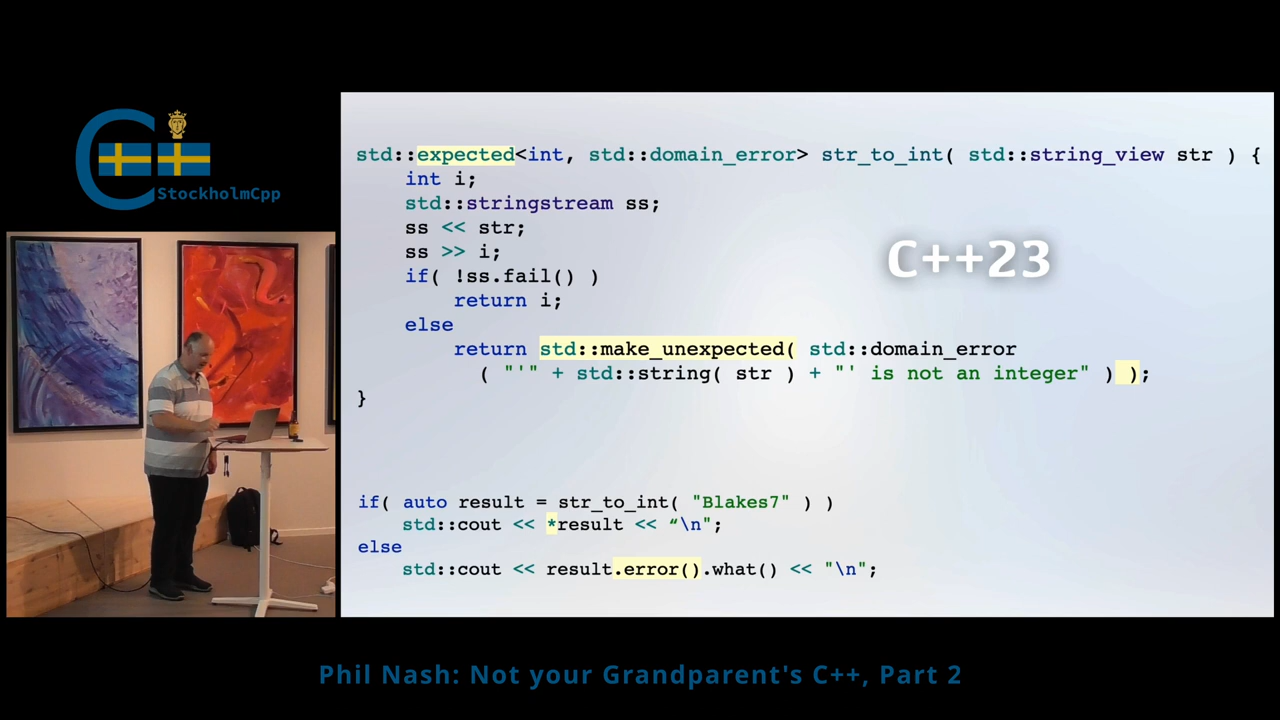 StockholmCpp
std::expected<int, std::domain_error> str_to_int( std::string_view str ) {
    int i;
    std::stringstream ss;
    ss << str;
    ss >> i;
    if( !ss.fail() )
        return i;
    else
        return std::make_unexpected( std::domain_error
          ( "'" + std::string( str ) + "' is not an integer" ) );
}
C++23
if( auto result = str_to_int( "Blakes7" ) )
    std::cout << *result << “\n";
else
    std::cout << result.error().what() << "\n";
Phil Nash: Not your Grandparent's C++, Part 2